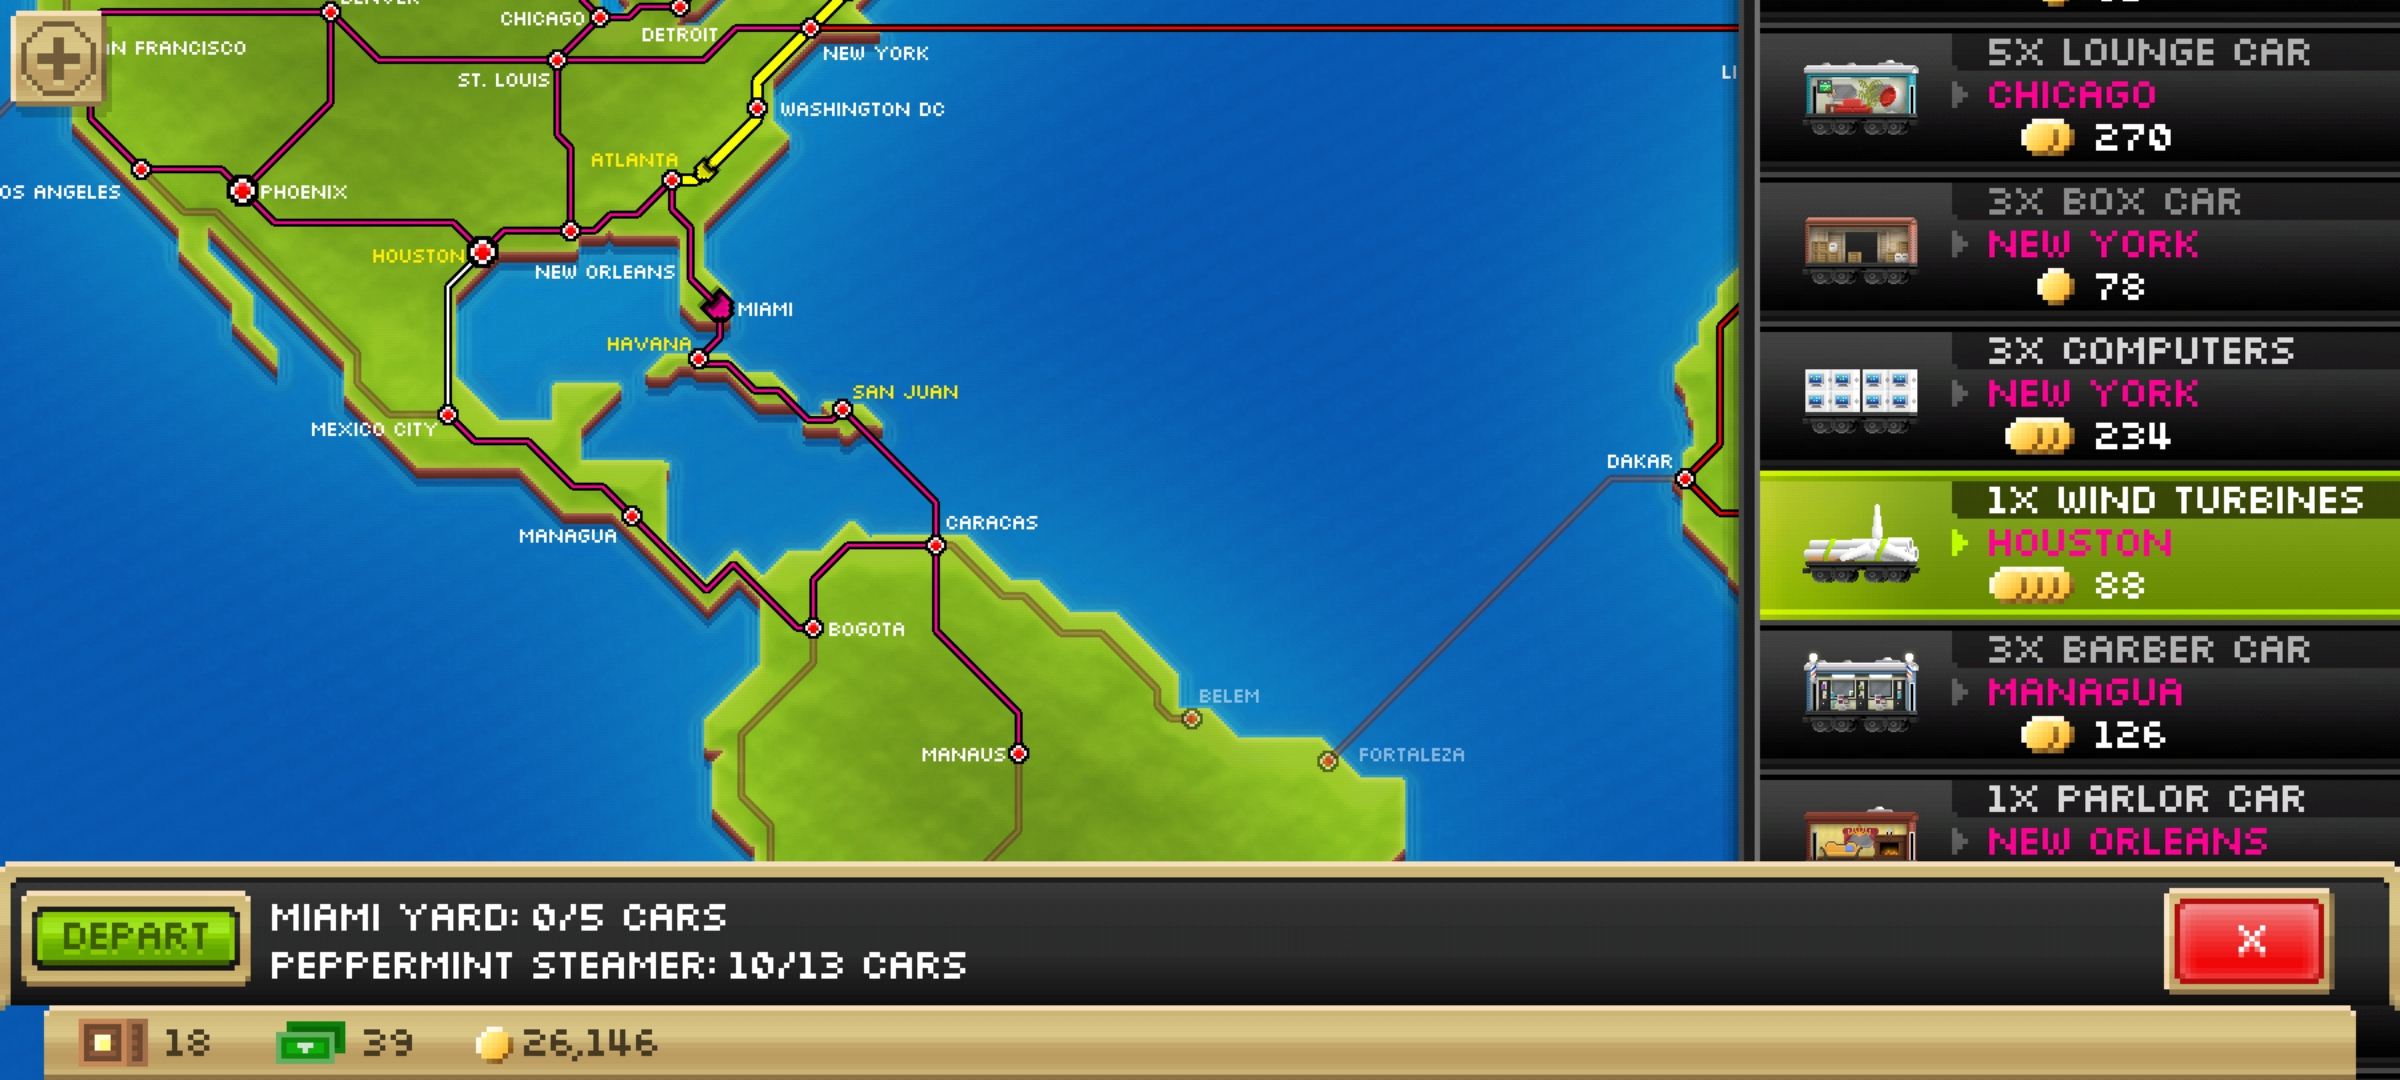 CHICAGO
DETROIT
N FRANCISCO
ST. LOUIS
NEW YORK
WASHINGTON DC
ATLANTA
OS ANGELES
PHOENIX
HOUSTON
NEW ORLEANS
MIAMI
HAVANA
SAN JUAN
MEXICO CITY
MANAGUA
CARACAS
DAKAR
BOGOTA
BELEM
MANAUS
FORTALEZA
LI
5X LOUNGE CAR
CHICAGO
270
3X BOX CAR
NEW YORK
78
3X COMPUTERS
NEW YORK
234
1X WIND TURBINES
HOUSTON
88
3X BARBER CAR
MANAGUA
126
1X PARLOR CAR
NEW ORLEANS
DEPART
MIAMI YARD: 0/5 CARS
PEPPERMINT STEAMER: 10/13 CARS
X
18
39
26,146